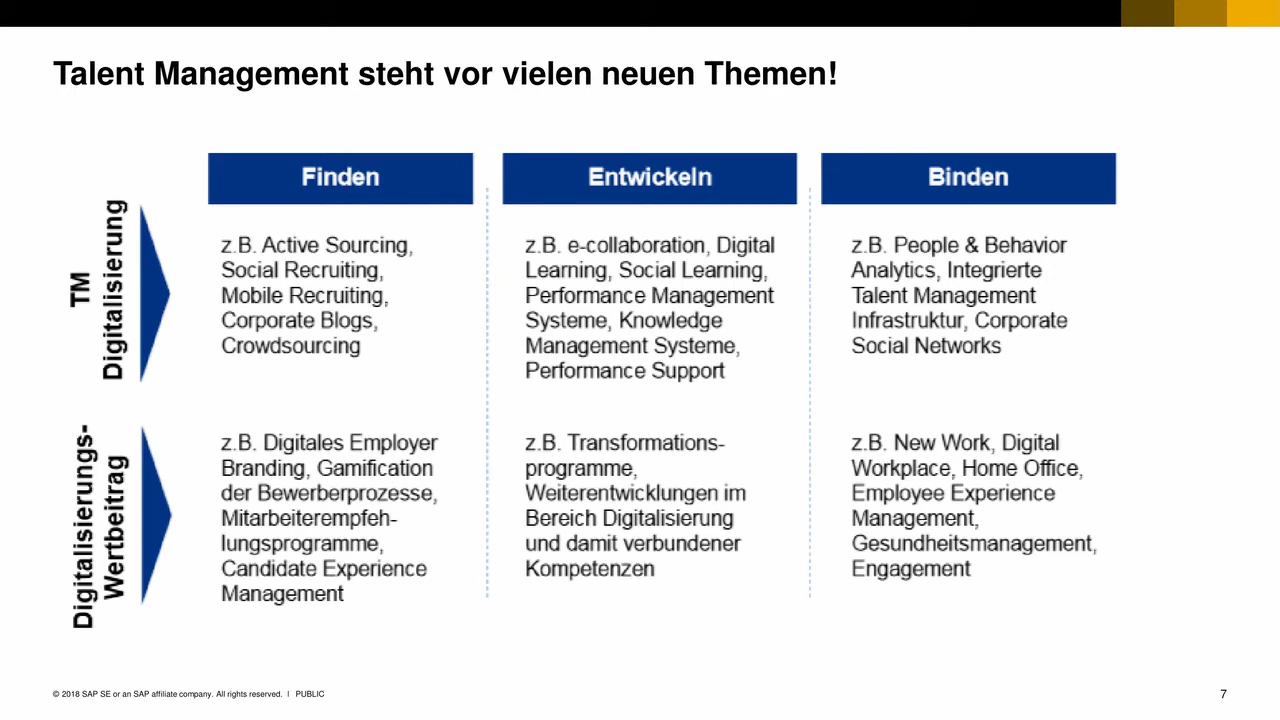 Talent Management steht vor vielen neuen Themen!
Finden
Entwickeln
Binden
TM
Digitalisierung
z.B. Active Sourcing,
Social Recruiting,
Mobile Recruiting,
Corporate Blogs,
Crowdsourcing
z.B. e-collaboration, Digital
Learning, Social Learning,
Performance Management
Systeme, Knowledge
Management Systeme,
Performance Support
z.B. People & Behavior
Analytics, Integrierte
Talent Management
Infrastruktur, Corporate
Social Networks
Digitalisierungs-
Wertbeitrag
z.B. Digitales Employer
Branding, Gamification
der Bewerberprozesse,
Mitarbeiterempfeh-
lungsprogramme,
Candidate Experience
Management
z.B. Transformations-
programme,
Weiterentwicklungen im
Bereich Digitalisierung
und damit verbundener
Kompetenzen
z.B. New Work, Digital
Workplace, Home Office,
Employee Experience
Management,
Gesundheitsmanagement,
Engagement
© 2018 SAP SE or an SAP affiliate company. All rights reserved. ǀ PUBLIC
7